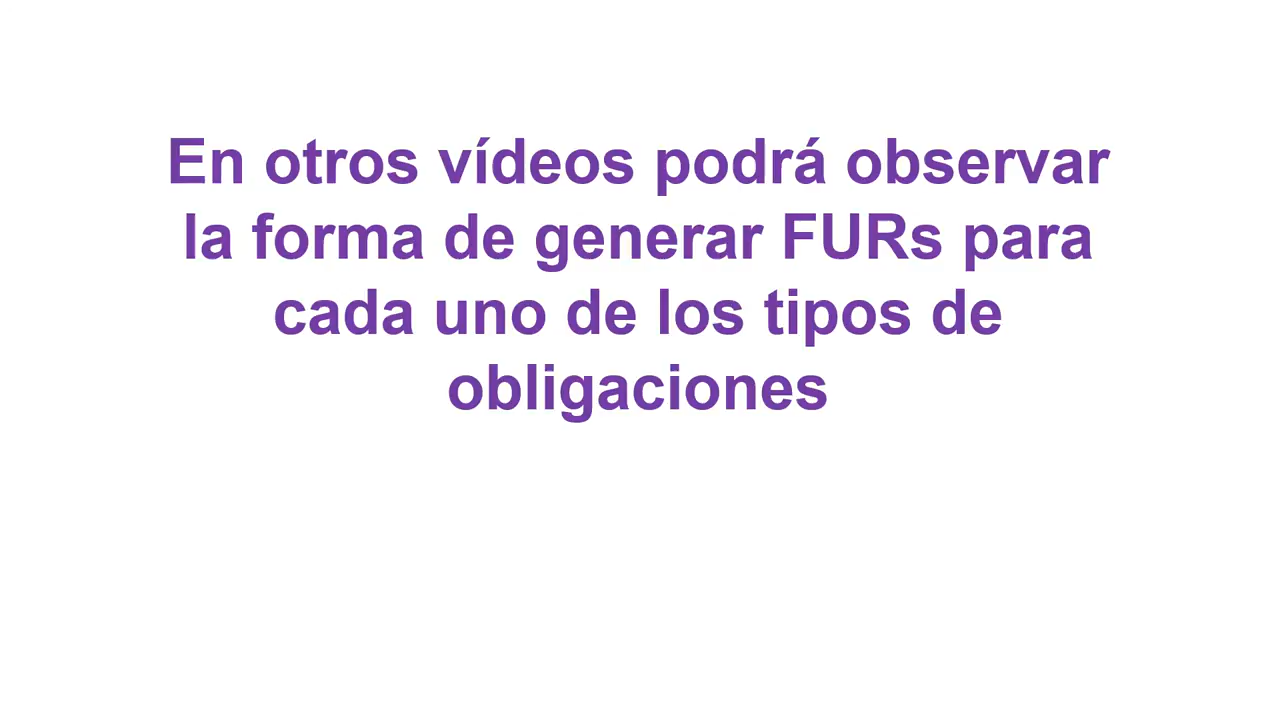 En otros vídeos podrá observar
la forma de generar FURs para
cada uno de los tipos de
obligaciones